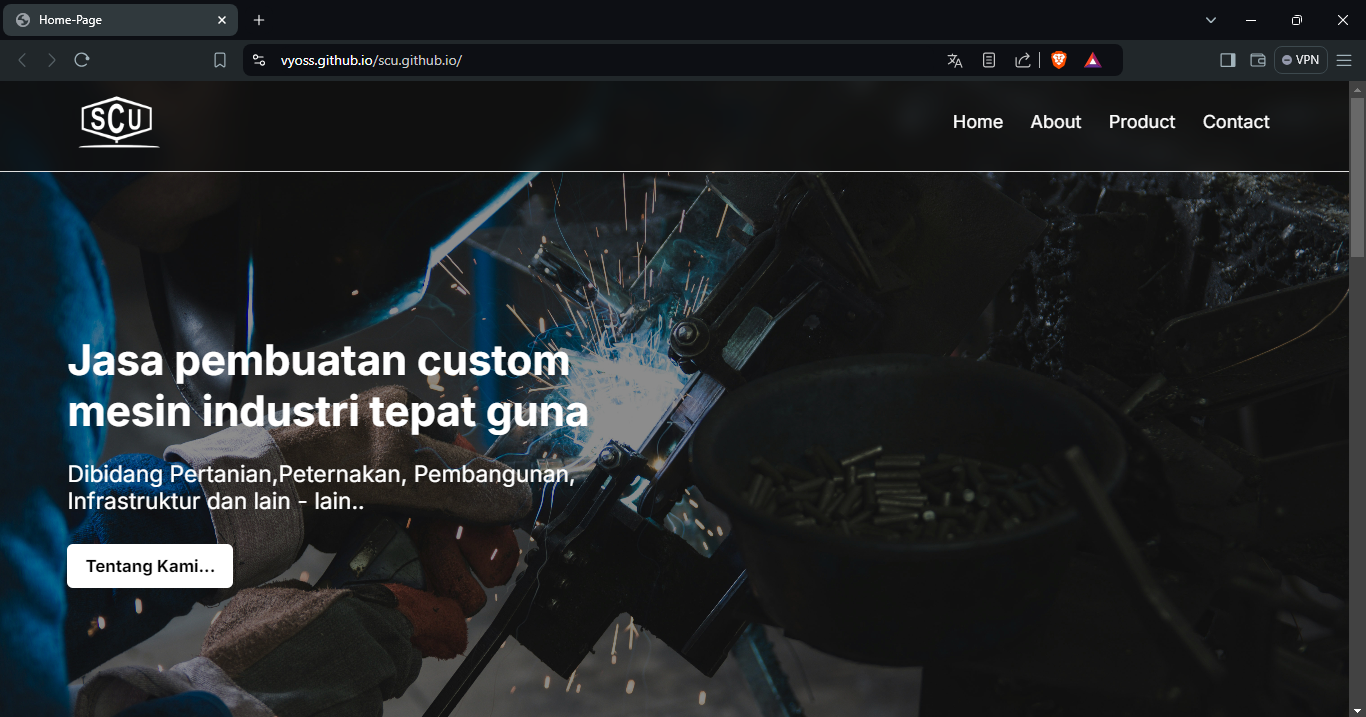 Home-Page
vyoss.github.io/scu.github.io/
VPN
SCU
Home About Product Contact
Jasa pembuatan custom
mesin industri tepat guna
Dibidang Pertanian,Peternakan, Pembangunan,
Infrastruktur dan lain - lain..
Tentang Kami...